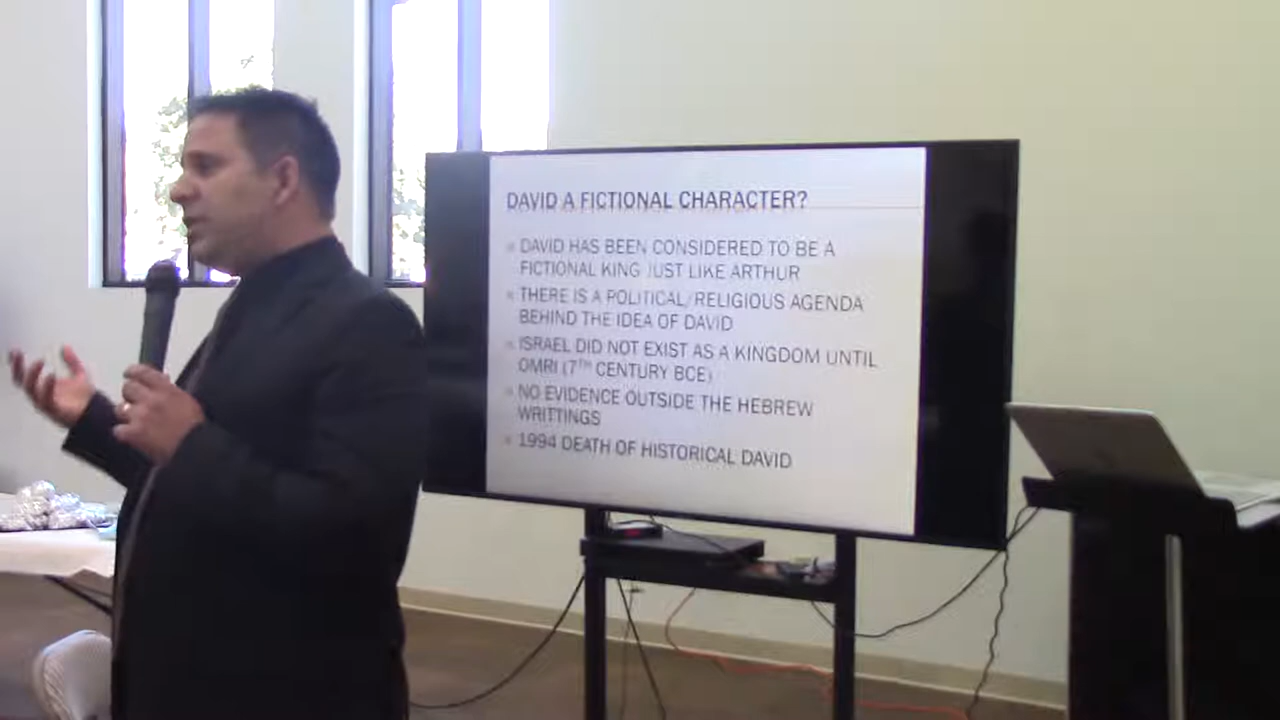 DAVID A FICTIONAL CHARACTER?
DAVID HAS BEEN CONSIDERED TO BE A
FICTIONAL KING JUST LIKE ARTHUR
THERE IS A POLITICAL/RELIGIOUS AGENDA
BEHIND THE IDEA OF DAVID
ISRAEL DID NOT EXIST AS A KINGDOM UNTIL
OMRI (7TH CENTURY BCE)
NO EVIDENCE OUTSIDE THE HEBREW
WRITTINGS
1994 DEATH OF HISTORICAL DAVID